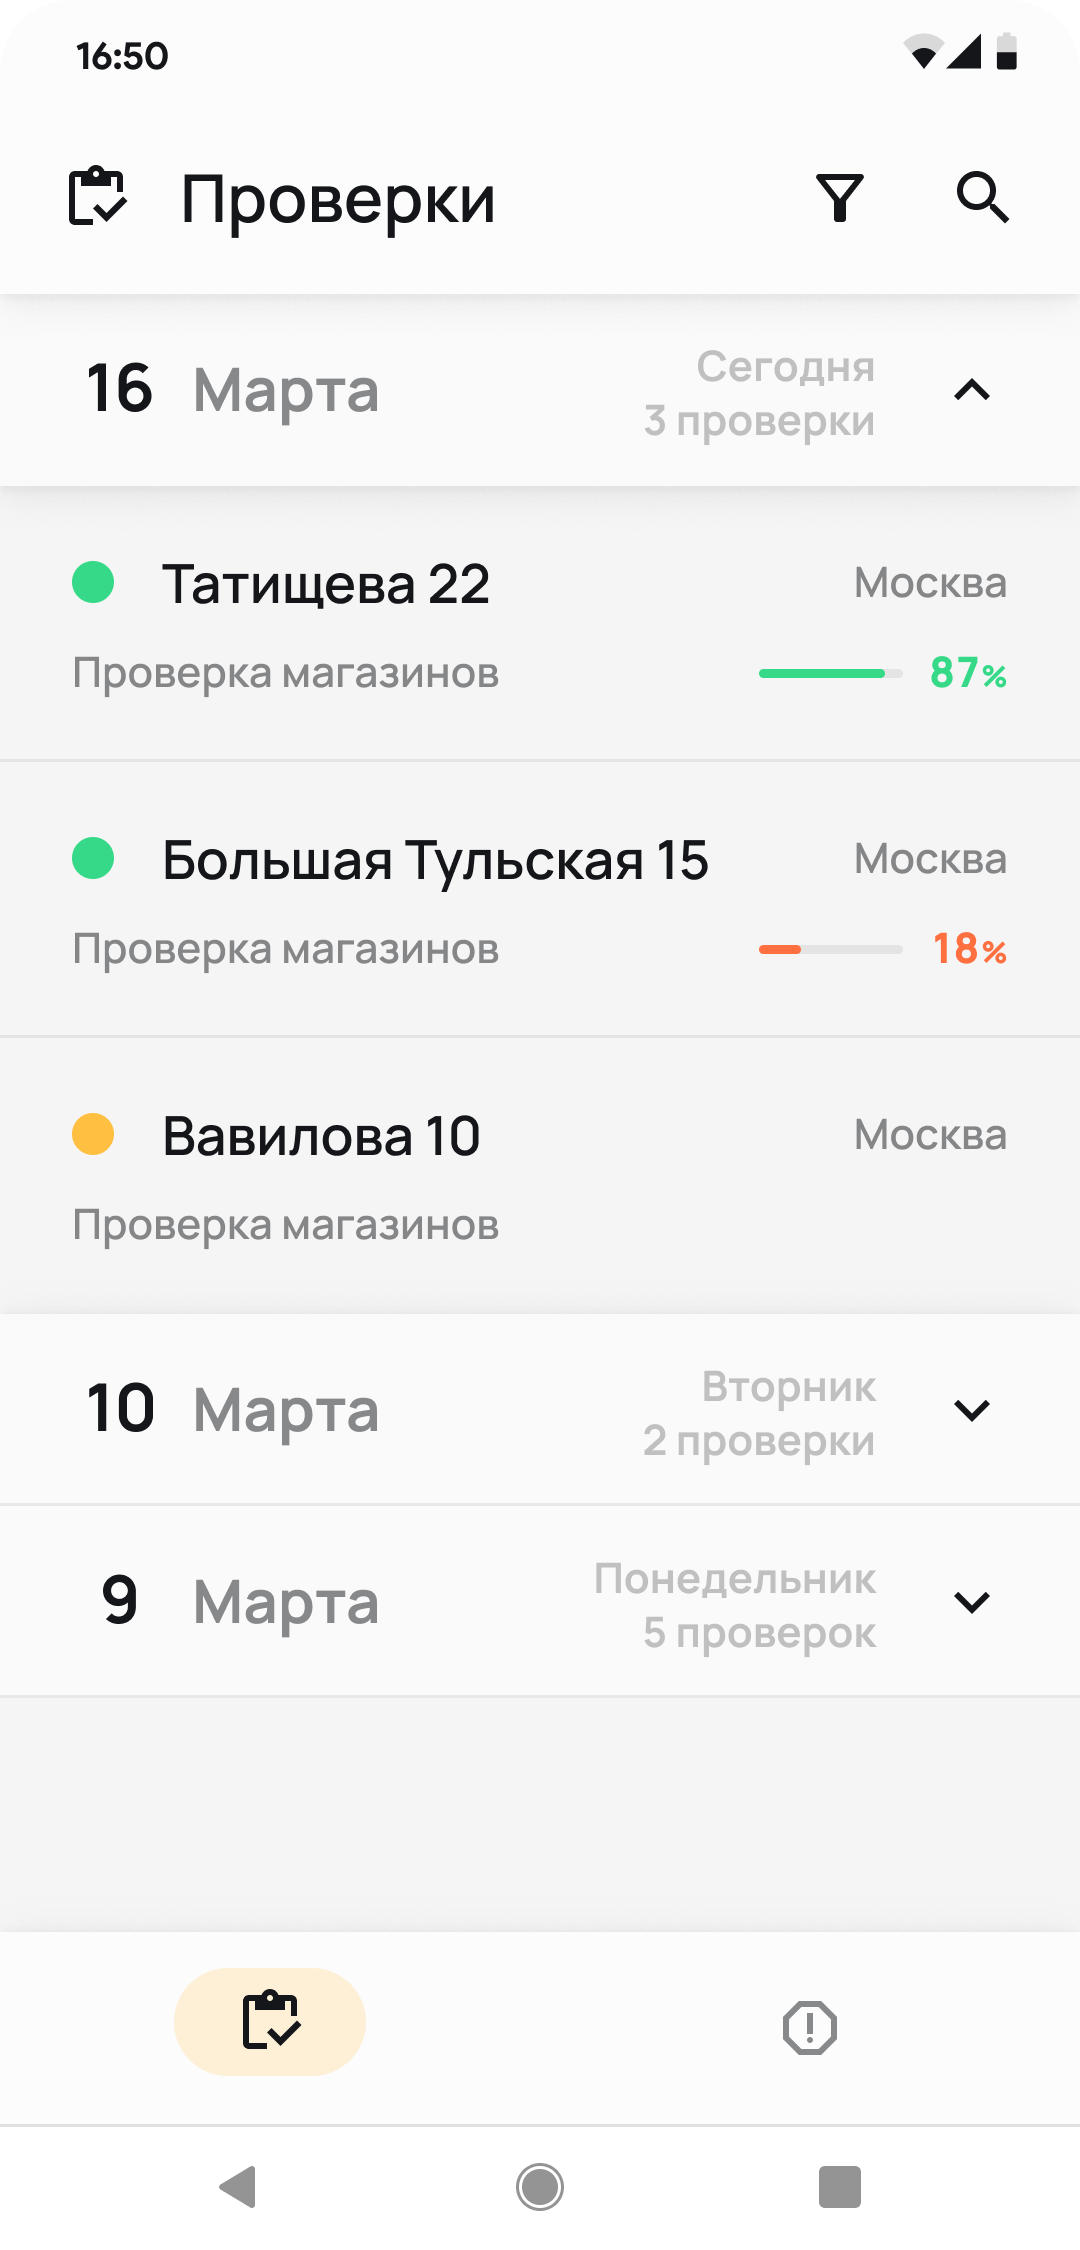 16:50
Проверки
16 Марта
Сегодня
3 проверки
Татищева 22
Москва
Проверка магазинов
87%
Большая Тульская 15
Москва
Проверка магазинов
18%
Вавилова 10
Москва
Проверка магазинов
10 Марта
Вторник
2 проверки
9 Марта
Понедельник
5 проверок